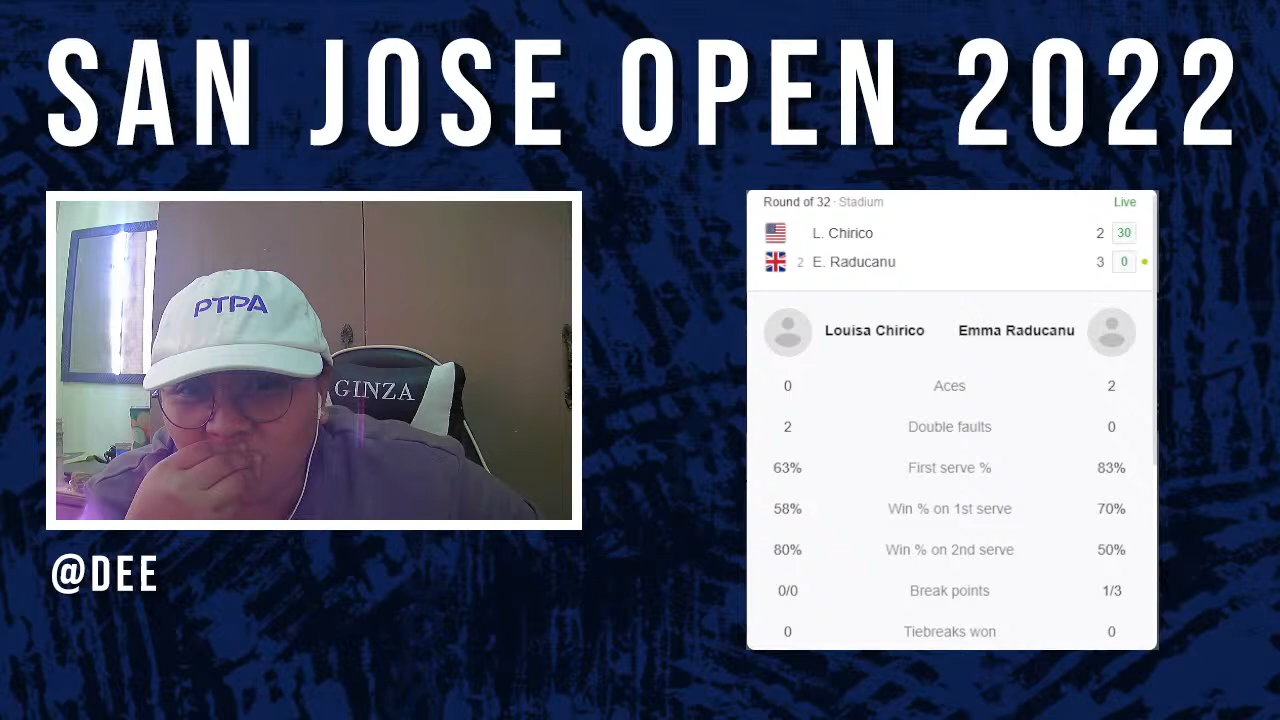 SAN JOSE OPEN 2022
PTPA
GINZA
@DEE
Round of 32 · Stadium Live
L. Chirico 2 30
2 E. Raducanu 3 0
Louisa Chirico Emma Raducanu
0 Aces 2
2 Double faults 0
63% First serve % 83%
58% Win % on 1st serve 70%
80% Win % on 2nd serve 50%
0/0 Break points 1/3
0 Tiebreaks won 0